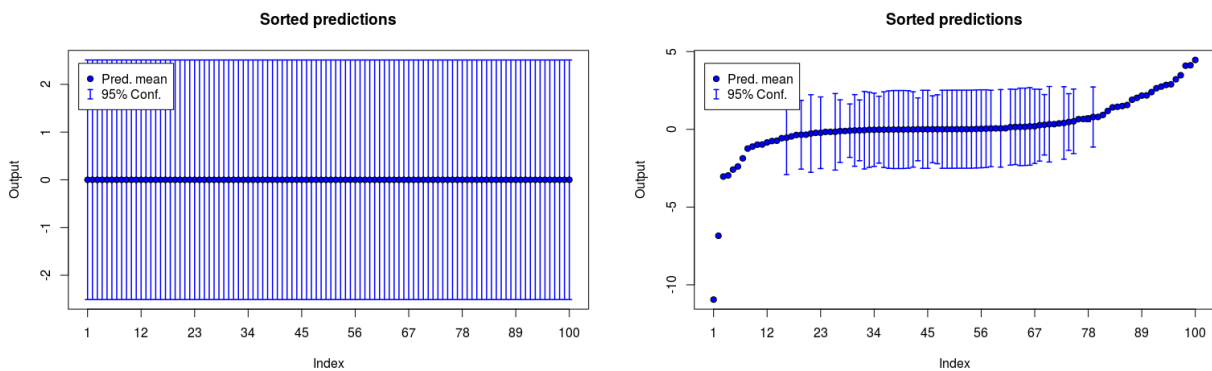 Sorted predictions
Pred. mean
95% Conf.
Output
2
1
0
-1
-2
1 12 23 34 45 56 67 78 89 100
Index
Sorted predictions
Pred. mean
95% Conf.
Output
5
0
-5
-10
1 12 23 34 45 56 67 78 89 100
Index